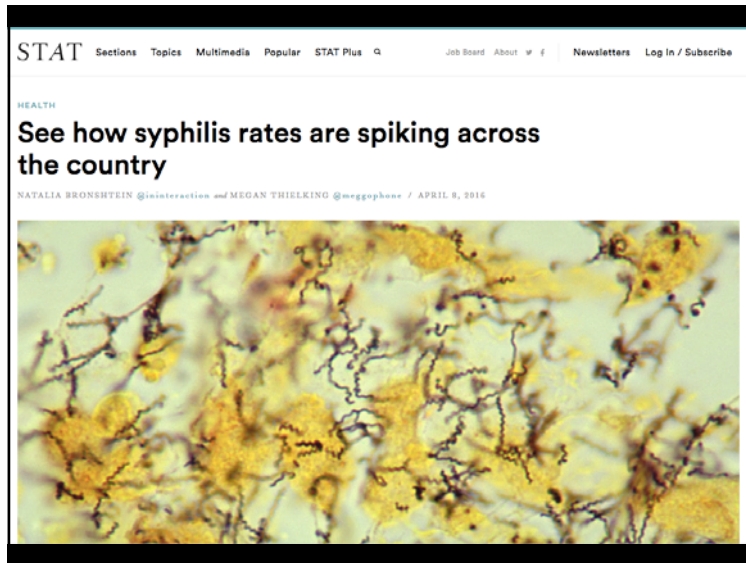 STAT Sections Topics Multimedia Popular STAT Plus Job Board About Newsletters Log In / Subscribe
HEALTH
See how syphilis rates are spiking across
the country
NATALIA BRONSHTEIN @ininteraction and MEGAN THIELKING @meggophone / APRIL 8, 2016